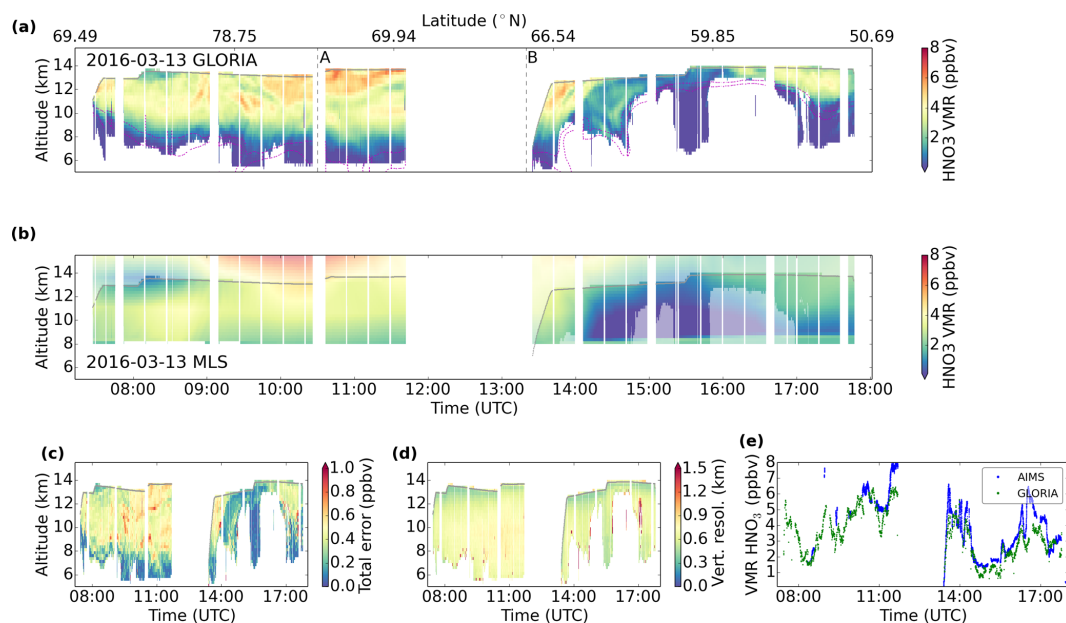 Latitude (°N)
(a)
69.49 78.75 69.94 66.54 59.85 50.69
2016-03-13 GLORIA
A
B
14
12
10
8
6
Altitude (km)
8
6
4
2
0
HNO3 VMR (ppbv)
(b)
14
12
10
8
6
Altitude (km)
2016-03-13 MLS
08:00 09:00 10:00 11:00 12:00 13:00 14:00 15:00 16:00 17:00 18:00
Time (UTC)
8
6
4
2
0
HNO3 VMR (ppbv)
(c)
14
12
10
8
6
Altitude (km)
08:00 11:00 14:00 17:00
Time (UTC)
1.0
0.8
0.6
0.4
0.2
0.0
Total error (ppbv)
(d)
14
12
10
8
6
Altitude (km)
08:00 11:00 14:00 17:00
Time (UTC)
1.5
1.2
0.9
0.6
0.3
0.0
Vert. resol. (km)
(e)
8
7
6
5
4
3
2
1
VMR HNO₃ (ppbv)
AIMS
GLORIA
08:00 11:00 14:00 17:00
Time (UTC)